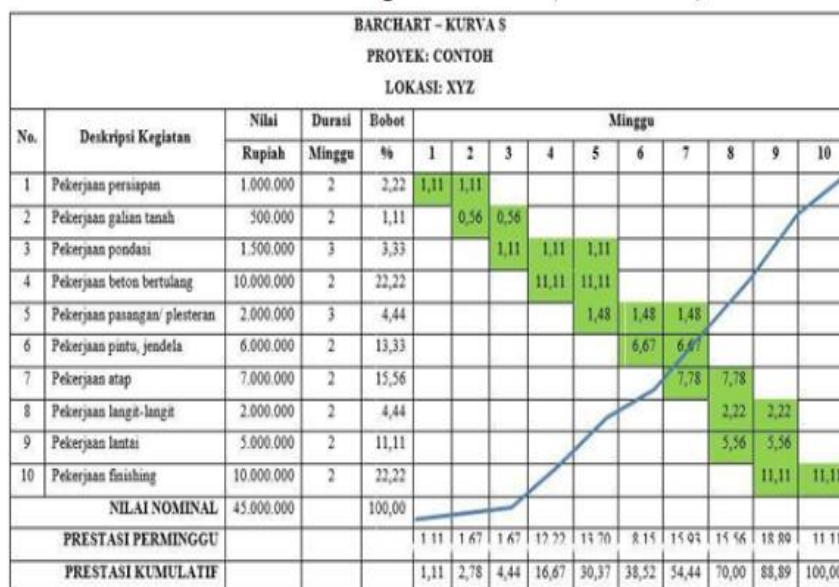 BARCHART – KURVA S
PROYEK: CONTOH
LOKASI: XYZ
No. Deskripsi Kegiatan Nilai Durasi Bobot Minggu
Rupiah Minggu % 1 2 3 4 5 6 7 8 9 10
1 Pekerjaan persiapan 1.000.000 2 2,22 1,11 1,11
2 Pekerjaan galian tanah 500.000 2 1,11 0,56 0,56
3 Pekerjaan pondasi 1.500.000 3 3,33 1,11 1,11 1,11
4 Pekerjaan beton bertulang 10.000.000 2 22,22 11,11 11,11
5 Pekerjaan pasangan/ plesteran 2.000.000 3 4,44 1,48 1,48 1,48
6 Pekerjaan pintu, jendela 6.000.000 2 13,33 6,67 6,67
7 Pekerjaan atap 7.000.000 2 15,56 7,78 7,78
8 Pekerjaan langit-langit 2.000.000 2 4,44 2,22 2,22
9 Pekerjaan lantai 5.000.000 2 11,11 5,56 5,56
10 Pekerjaan finishing 10.000.000 2 22,22 11,11 11,11
NILAI NOMINAL 45.000.000 100,00
PRESTASI PERMINGGU 1,11 1,67 1,67 12,22 13,70 8,15 15,93 15,56 18,89 11,11
PRESTASI KUMULATIF 1,11 2,78 4,44 16,67 30,37 38,52 54,44 70,00 88,89 100,00